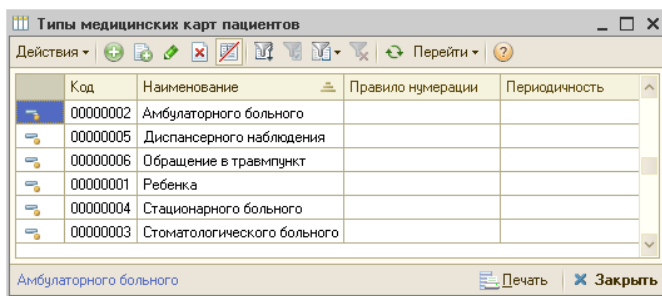 Типы медицинских карт пациентов
Действия Перейти
Код Наименование Правило нумерации Периодичность
00000002 Амбулаторного больного
00000005 Диспансерного наблюдения
00000006 Обращение в травмпункт
00000001 Ребенка
00000004 Стационарного больного
00000003 Стоматологического больного
Амбулаторного больного Печать Закрыть